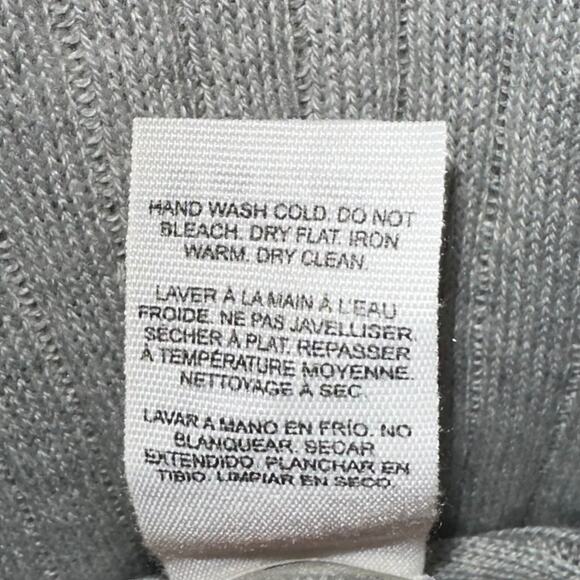 HAND WASH COLD. DO NOT
BLEACH. DRY FLAT. IRON
WARM. DRY CLEAN.
LAVER À LA MAIN À L'EAU
FROIDE. NE PAS JAVELLISER.
SÉCHER À PLAT. REPASSER
À TEMPÉRATURE MOYENNE.
NETTOYAGE À SEC.
LAVAR A MANO EN FRÍO. NO
BLANQUEAR. SECAR
EXTENDIDO. PLANCHAR EN
TIBIO. LIMPIAR EN SECO.